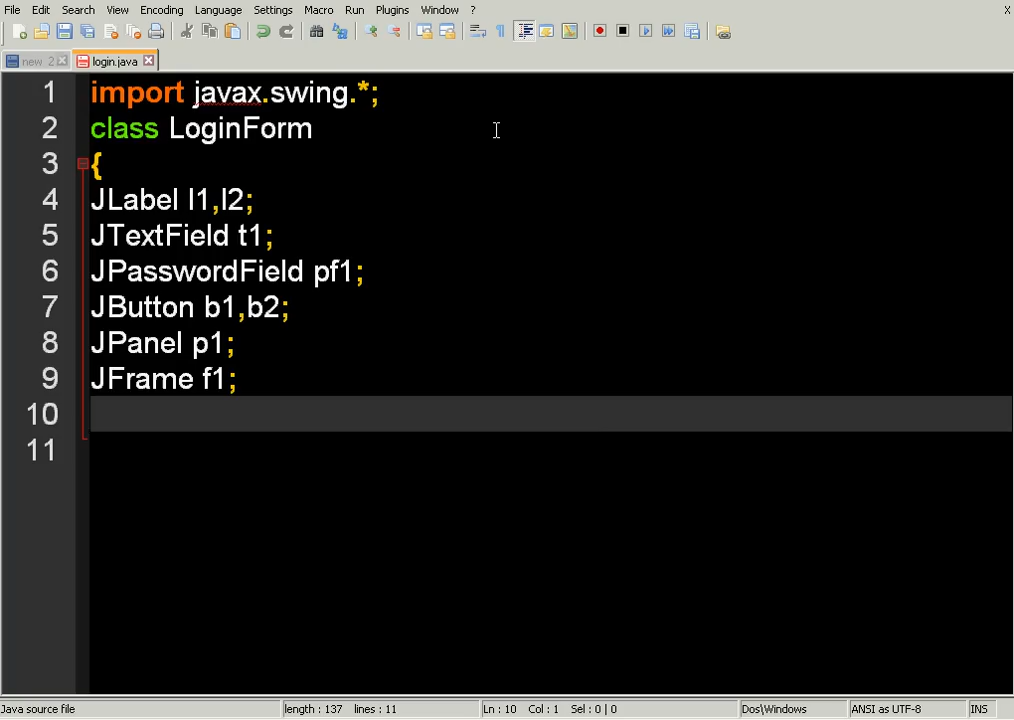 File Edit Search View Encoding Language Settings Macro Run Plugins Window ? X
new 2 login.java
1 import javax.swing.*;
2 class LoginForm
3 {
4 JLabel l1,l2;
5 JTextField t1;
6 JPasswordField pf1;
7 JButton b1,b2;
8 JPanel p1;
9 JFrame f1;
10
11
Java source file length : 137 lines : 11 Ln : 10 Col : 1 Sel : 0 | 0 Dos\Windows ANSI as UTF-8 INS